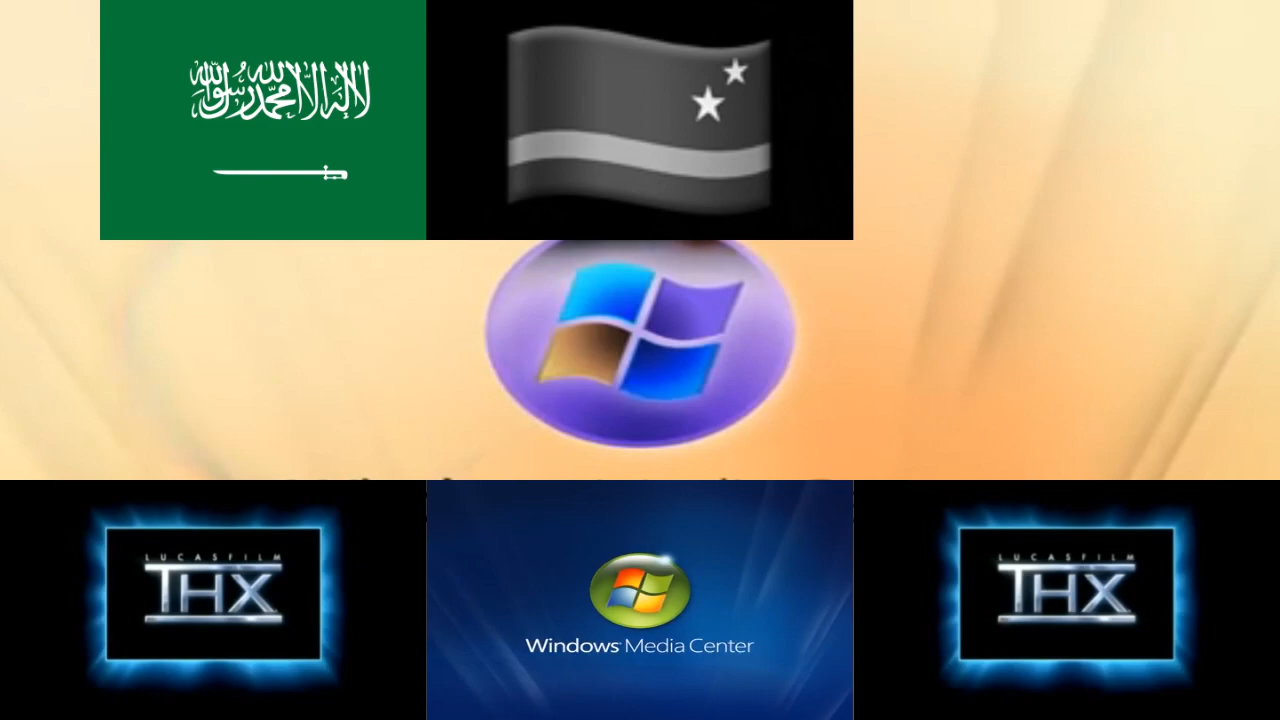 لا إله إلا الله محمد رسول الله
LUCASFILM
THX
Windows Media Center
LUCASFILM
THX